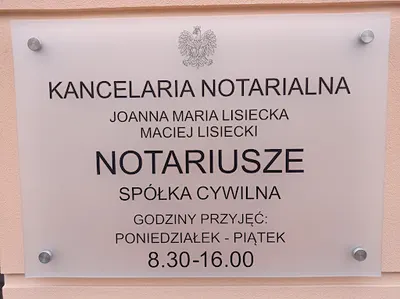 KANCELARIA NOTARIALNA
JOANNA MARIA LISIECKA
MACIEJ LISIECKI
NOTARIUSZE
SPÓŁKA CYWILNA
GODZINY PRZYJĘĆ:
PONIEDZIAŁEK - PIĄTEK
8.30-16.00